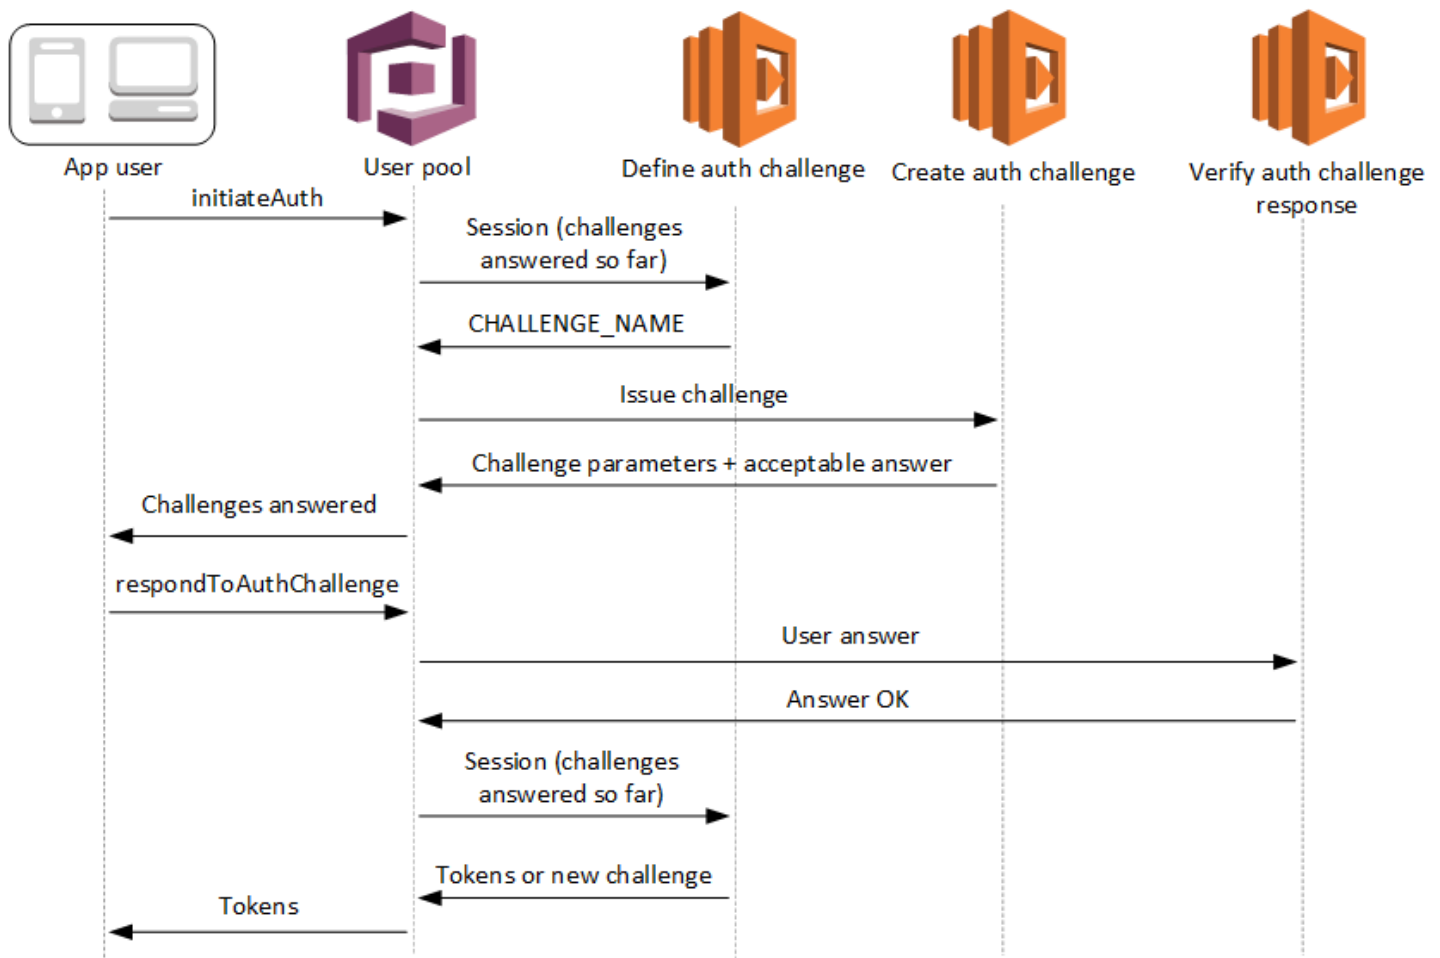 App user
User pool
Define auth challenge
Create auth challenge
Verify auth challenge
response
initiateAuth
Session (challenges
answered so far)
CHALLENGE_NAME
Issue challenge
Challenge parameters + acceptable answer
Challenges answered
respondToAuthChallenge
User answer
Answer OK
Session (challenges
answered so far)
Tokens or new challenge
Tokens